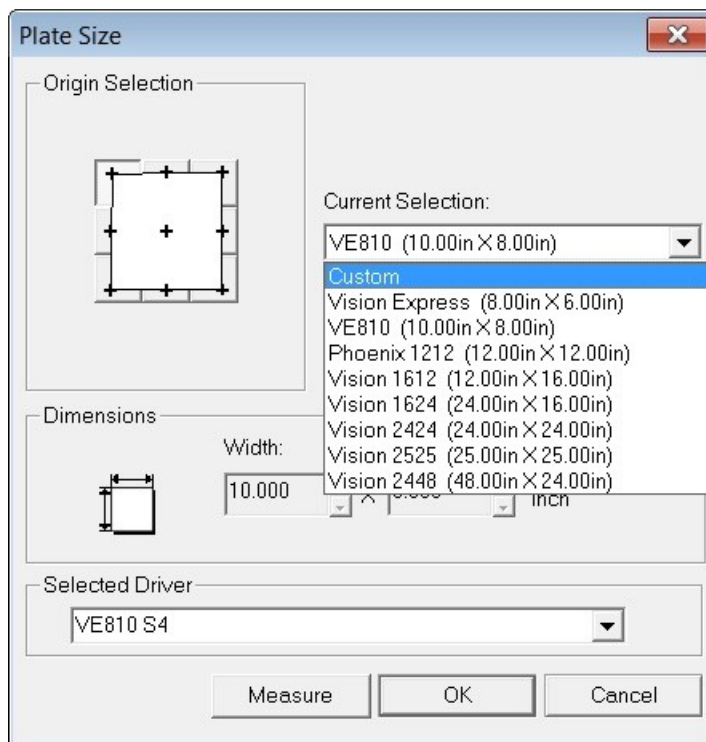 Plate Size
Origin Selection
Current Selection:
VE810 (10.00in X 8.00in)
Custom
Vision Express (8.00in X 6.00in)
VE810 (10.00in X 8.00in)
Phoenix 1212 (12.00in X 12.00in)
Vision 1612 (12.00in X 16.00in)
Vision 1624 (24.00in X 16.00in)
Vision 2424 (24.00in X 24.00in)
Vision 2525 (25.00in X 25.00in)
Vision 2448 (48.00in X 24.00in)
Dimensions
Width:
10.000 X inch
Selected Driver
VE810 S4
Measure OK Cancel